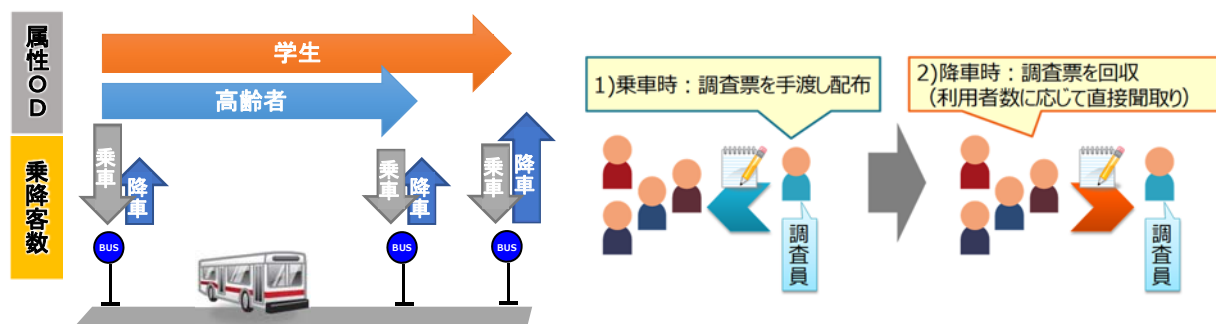 属性OD
学生
高齢者
乗降客数
乗車
降車
乗車
降車
乗車
降車
BUS
BUS
BUS
1)乗車時：調査票を手渡し配布
調査員
2)降車時：調査票を回収
（利用者数に応じて直接聞取り）
調査員